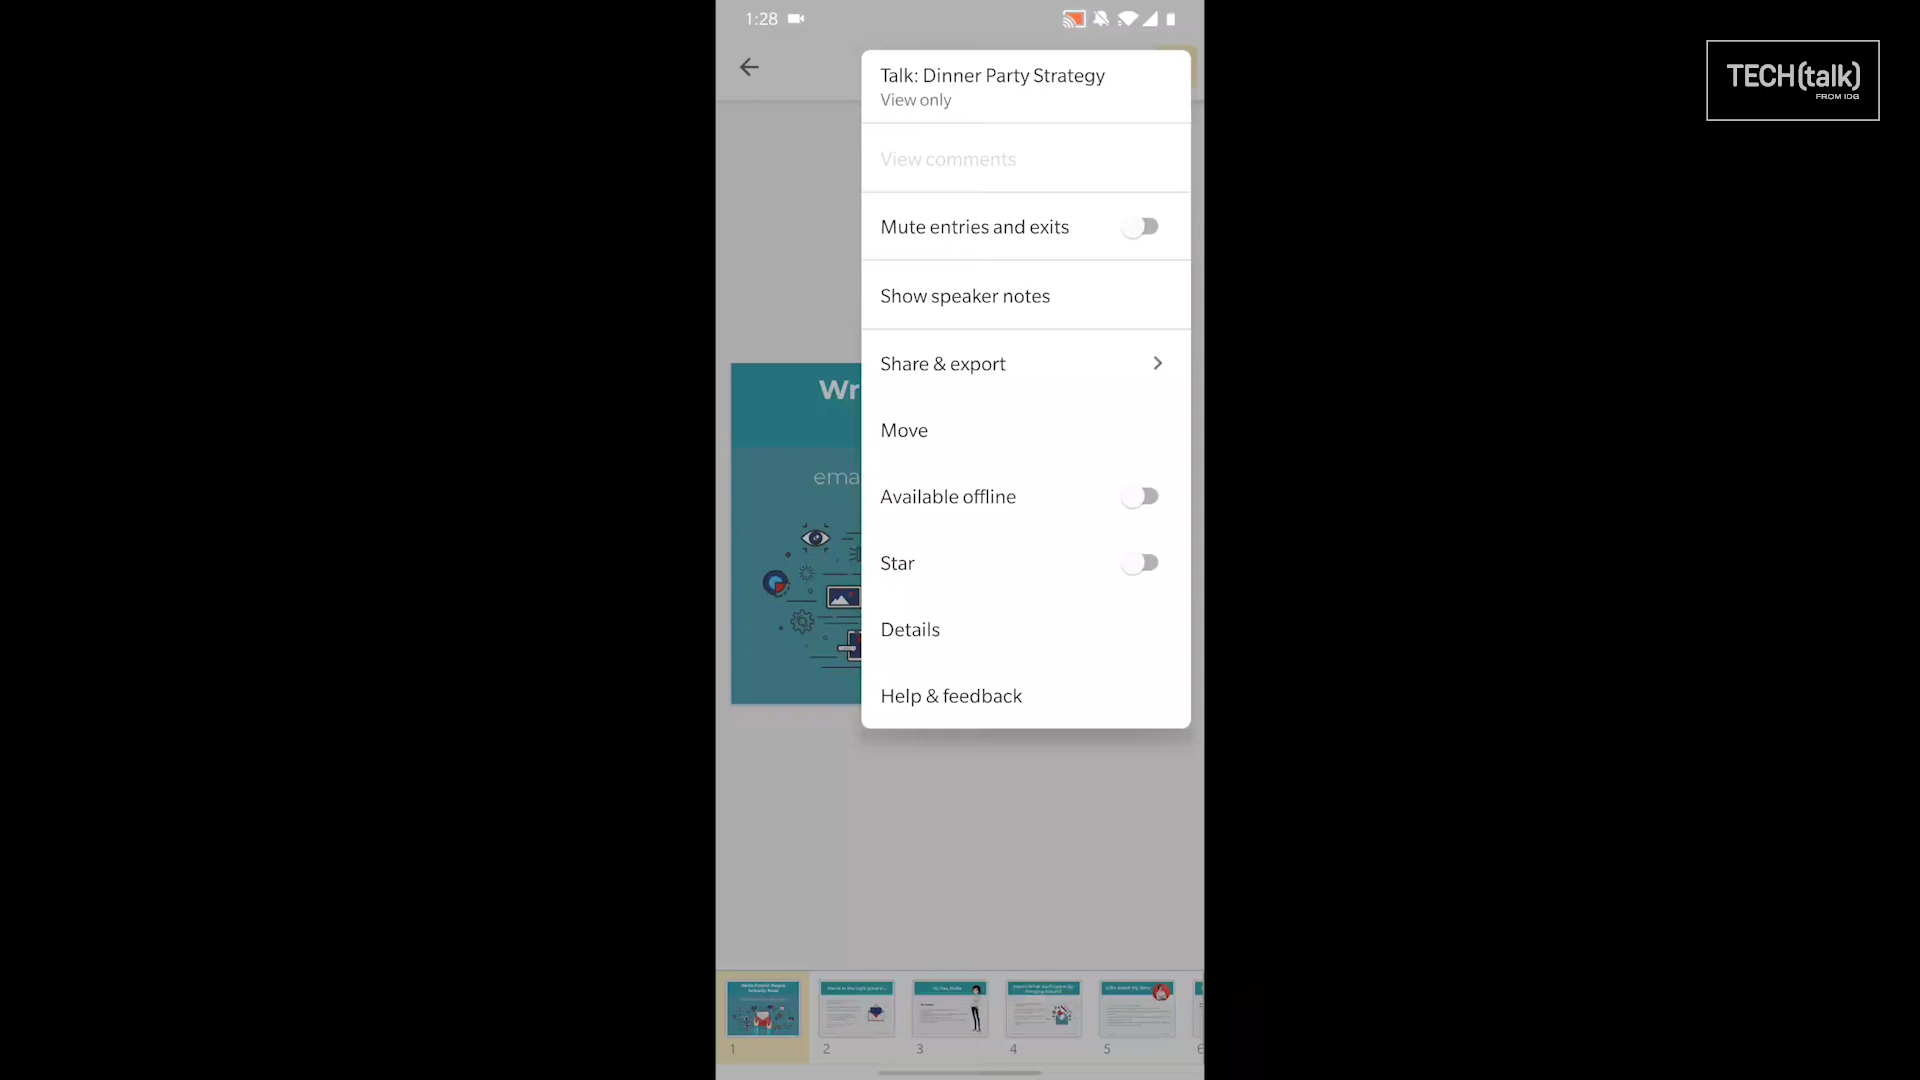 1:28
TECH(talk)
FROM IDG
Talk: Dinner Party Strategy
View only
View comments
Mute entries and exits
Show speaker notes
Share & export
Wr
Move
ema
Available offline
Star
Details
Help & feedback
1
2
3
4
5
6